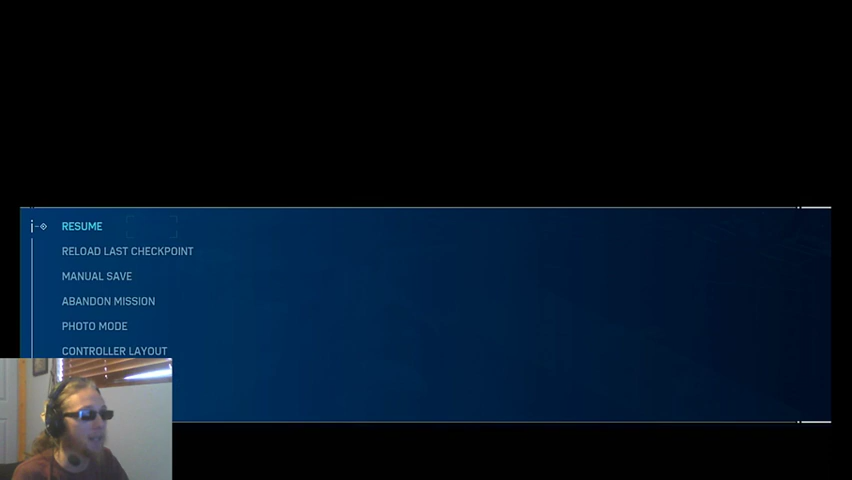 RESUME
RELOAD LAST CHECKPOINT
MANUAL SAVE
ABANDON MISSION
PHOTO MODE
CONTROLLER LAYOUT